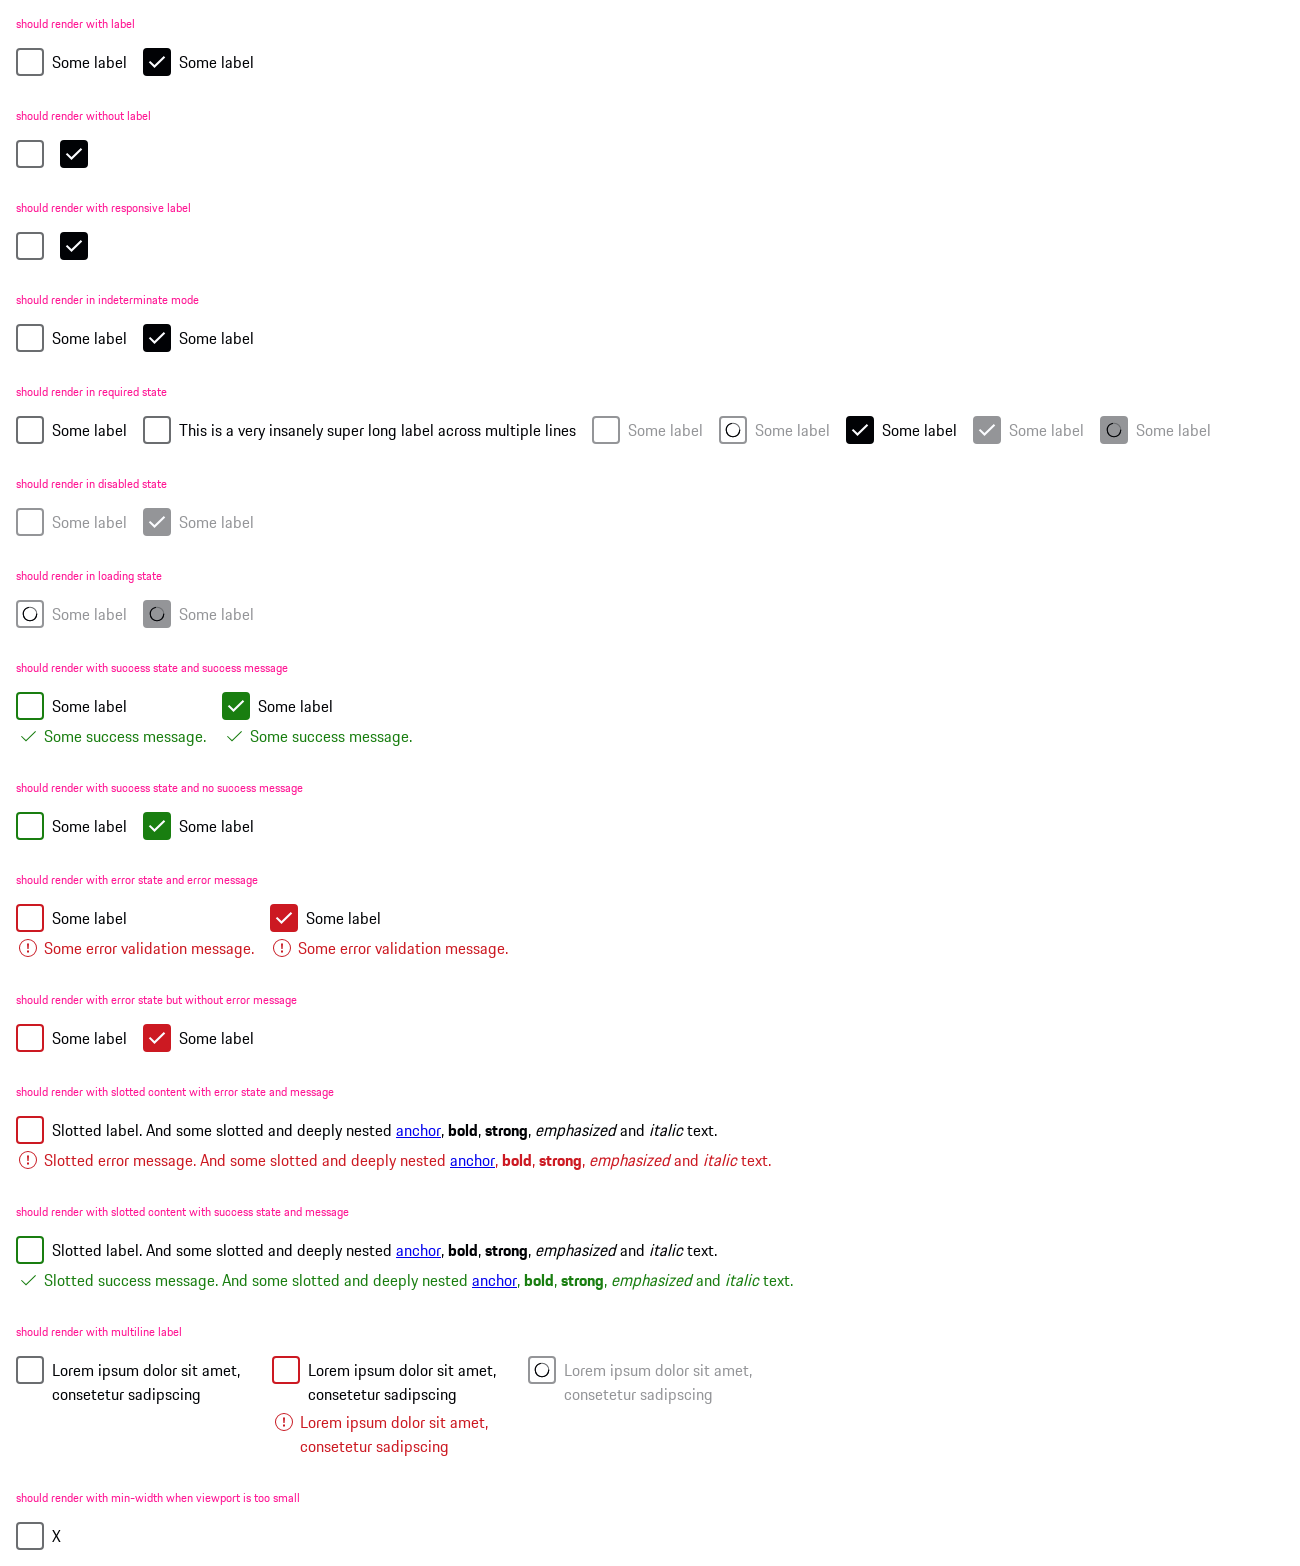 should render with label
Some label Some label
should render without label
should render with responsive label
should render in indeterminate mode
Some label Some label
should render in required state
Some label This is a very insanely super long label across multiple lines Some label Some label Some label Some label Some label
should render in disabled state
Some label Some label
should render in loading state
Some label Some label
should render with success state and success message
Some label Some label
Some success message. Some success message.
should render with success state and no success message
Some label Some label
should render with error state and error message
Some label Some label
Some error validation message. Some error validation message.
should render with error state but without error message
Some label Some label
should render with slotted content with error state and message
Slotted label. And some slotted and deeply nested anchor, bold, strong, emphasized and italic text.
Slotted error message. And some slotted and deeply nested anchor, bold, strong, emphasized and italic text.
should render with slotted content with success state and message
Slotted label. And some slotted and deeply nested anchor, bold, strong, emphasized and italic text.
Slotted success message. And some slotted and deeply nested anchor, bold, strong, emphasized and italic text.
should render with multiline label
Lorem ipsum dolor sit amet,
consetetur sadipscing
Lorem ipsum dolor sit amet,
consetetur sadipscing
Lorem ipsum dolor sit amet,
consetetur sadipscing
Lorem ipsum dolor sit amet,
consetetur sadipscing
should render with min-width when viewport is too small
X